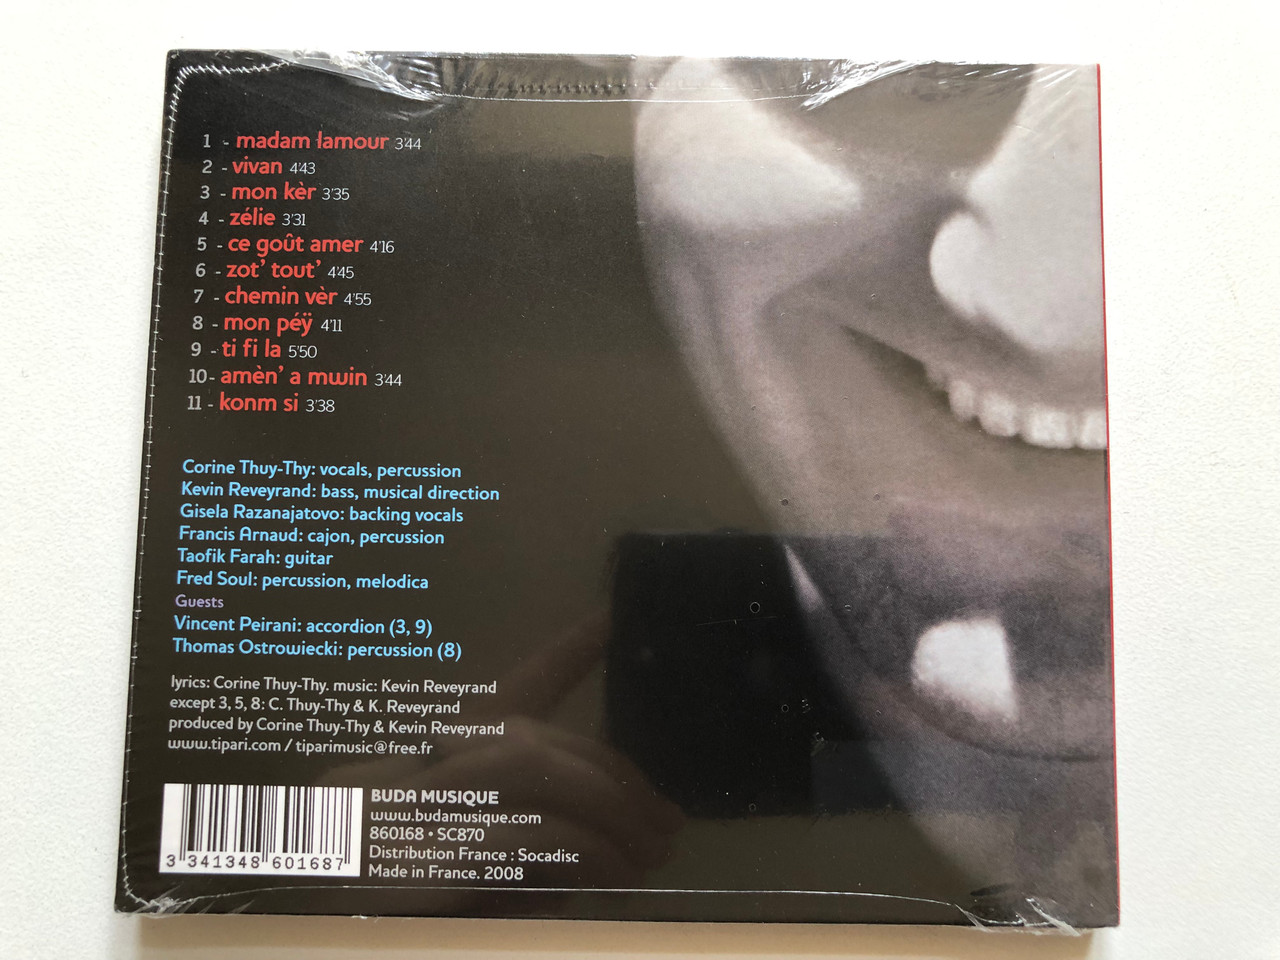 1 - madam lamour 3'44
2 - vivan 4'43
3 - mon kèr 3'35
4 - zélie 3'31
5 - ce goût amer 4'16
6 - zot' tout' 4'45
7 - chemin vèr 4'55
8 - mon péÿ 4'11
9 - ti fi la 5'50
10 - amèn' a mwin 3'44
11 - konm si 3'38
Corine Thuy-Thy: vocals, percussion
Kevin Reveyrand: bass, musical direction
Gisela Razanajatovo: backing vocals
Francis Arnaud: cajon, percussion
Taofik Farah: guitar
Fred Soul: percussion, melodica
Guests
Vincent Peirani: accordion (3, 9)
Thomas Ostrowiecki: percussion (8)
lyrics: Corine Thuy-Thy. music: Kevin Reveyrand
except 3, 5, 8: C. Thuy-Thy & K. Reveyrand
produced by Corine Thuy-Thy & Kevin Reveyrand
www.tipari.com / tiparimusic@free.fr
BUDA MUSIQUE
www.budamusique.com
860168 • SC870
Distribution France : Socadisc
Made in France. 2008
3 341348 601687